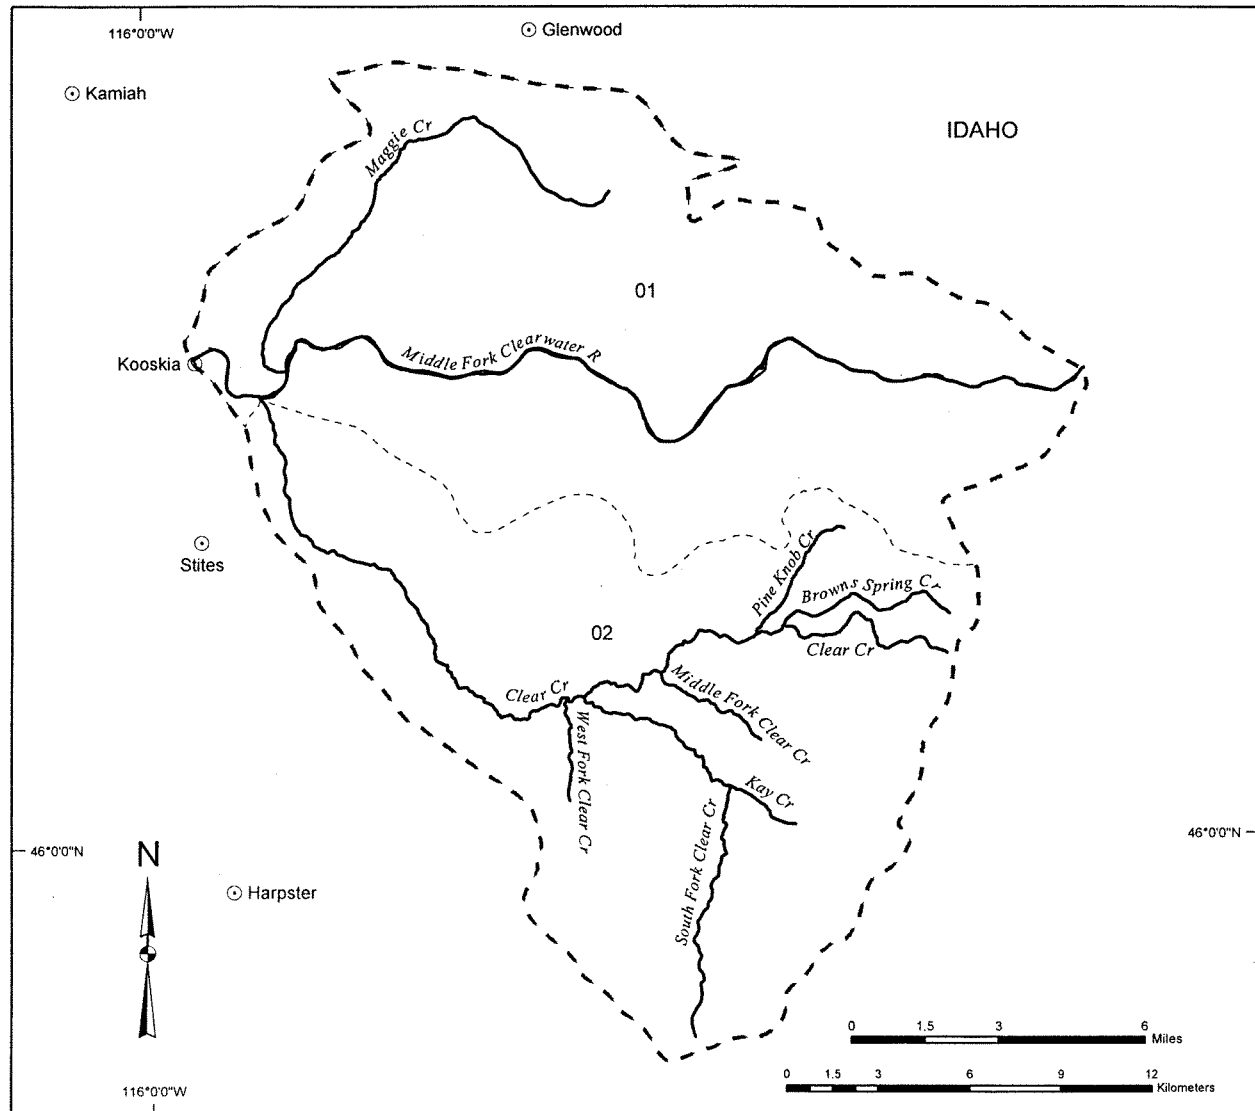 116°0'0"W
Glenwood
Kamiah
IDAHO
Maggie Cr
01
Kooskia
Middle Fork Clearwater R
Stites
Pine Knob Cr
Browns Spring Cr
02
Clear Cr
Middle Fork Clear Cr
Clear Cr
West Fork Clear Cr
Kay Cr
South Fork Clear Cr
46°0'0"N
46°0'0"N
N
Harpster
0 1.5 3 6
Miles
0 1.5 3 6 9 12
Kilometers
116°0'0"W